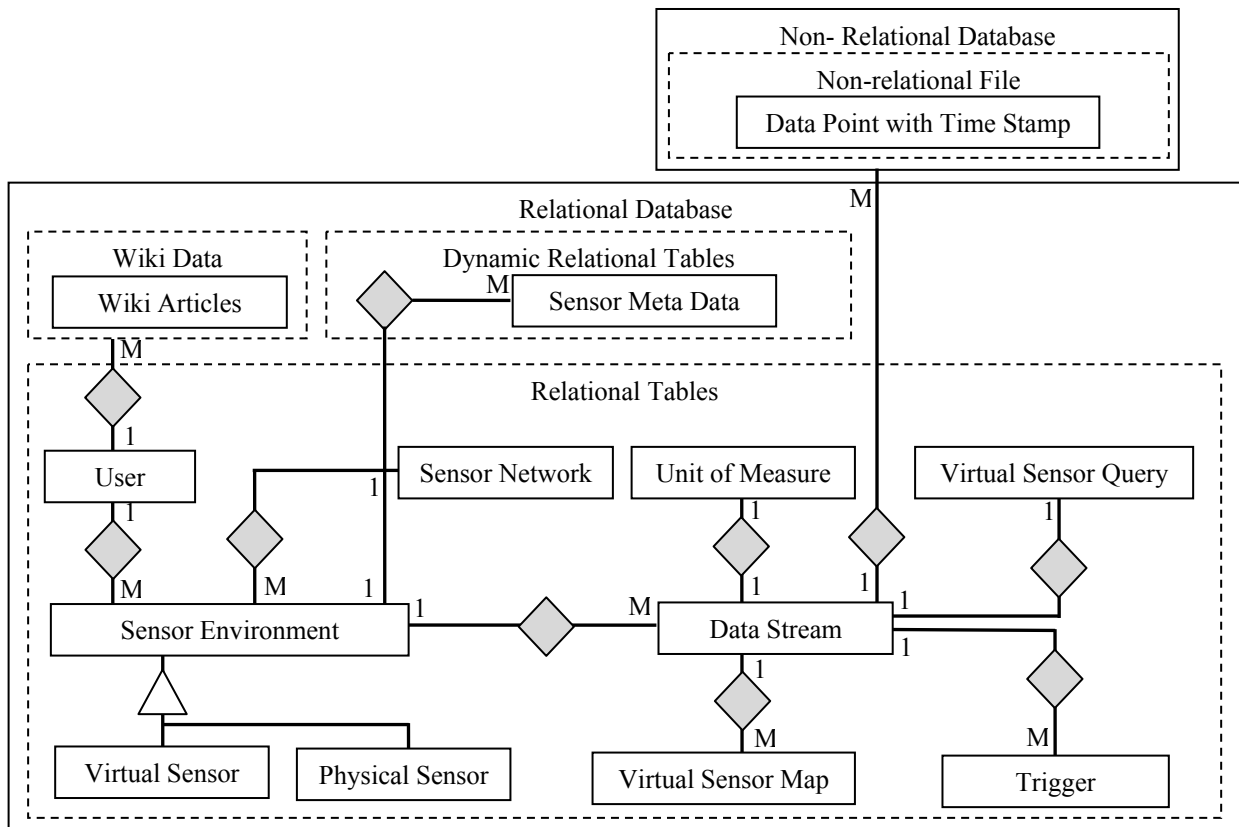 Non- Relational Database
Non-relational File
Data Point with Time Stamp
M
Relational Database
Wiki Data
Wiki Articles
Dynamic Relational Tables
M
Sensor Meta Data
M
Relational Tables
1
User
1
Sensor Network
1
Unit of Measure
1
Virtual Sensor Query
1
M
M
1
1
1
1
Sensor Environment
1
M
Data Stream
1
1
M
M
Virtual Sensor
Physical Sensor
Virtual Sensor Map
Trigger